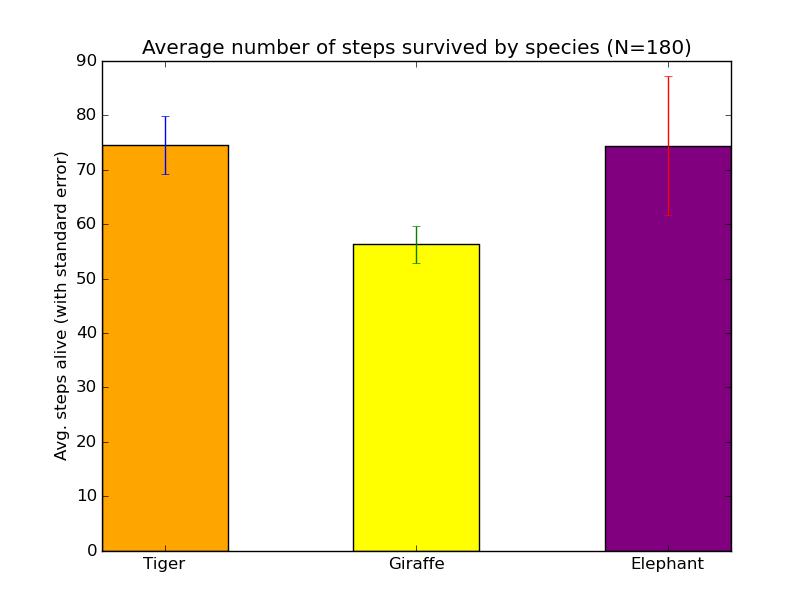 Average number of steps survived by species (N=180)
Avg. steps alive (with standard error)
90
80
70
60
50
40
30
20
10
0
Tiger
Giraffe
Elephant